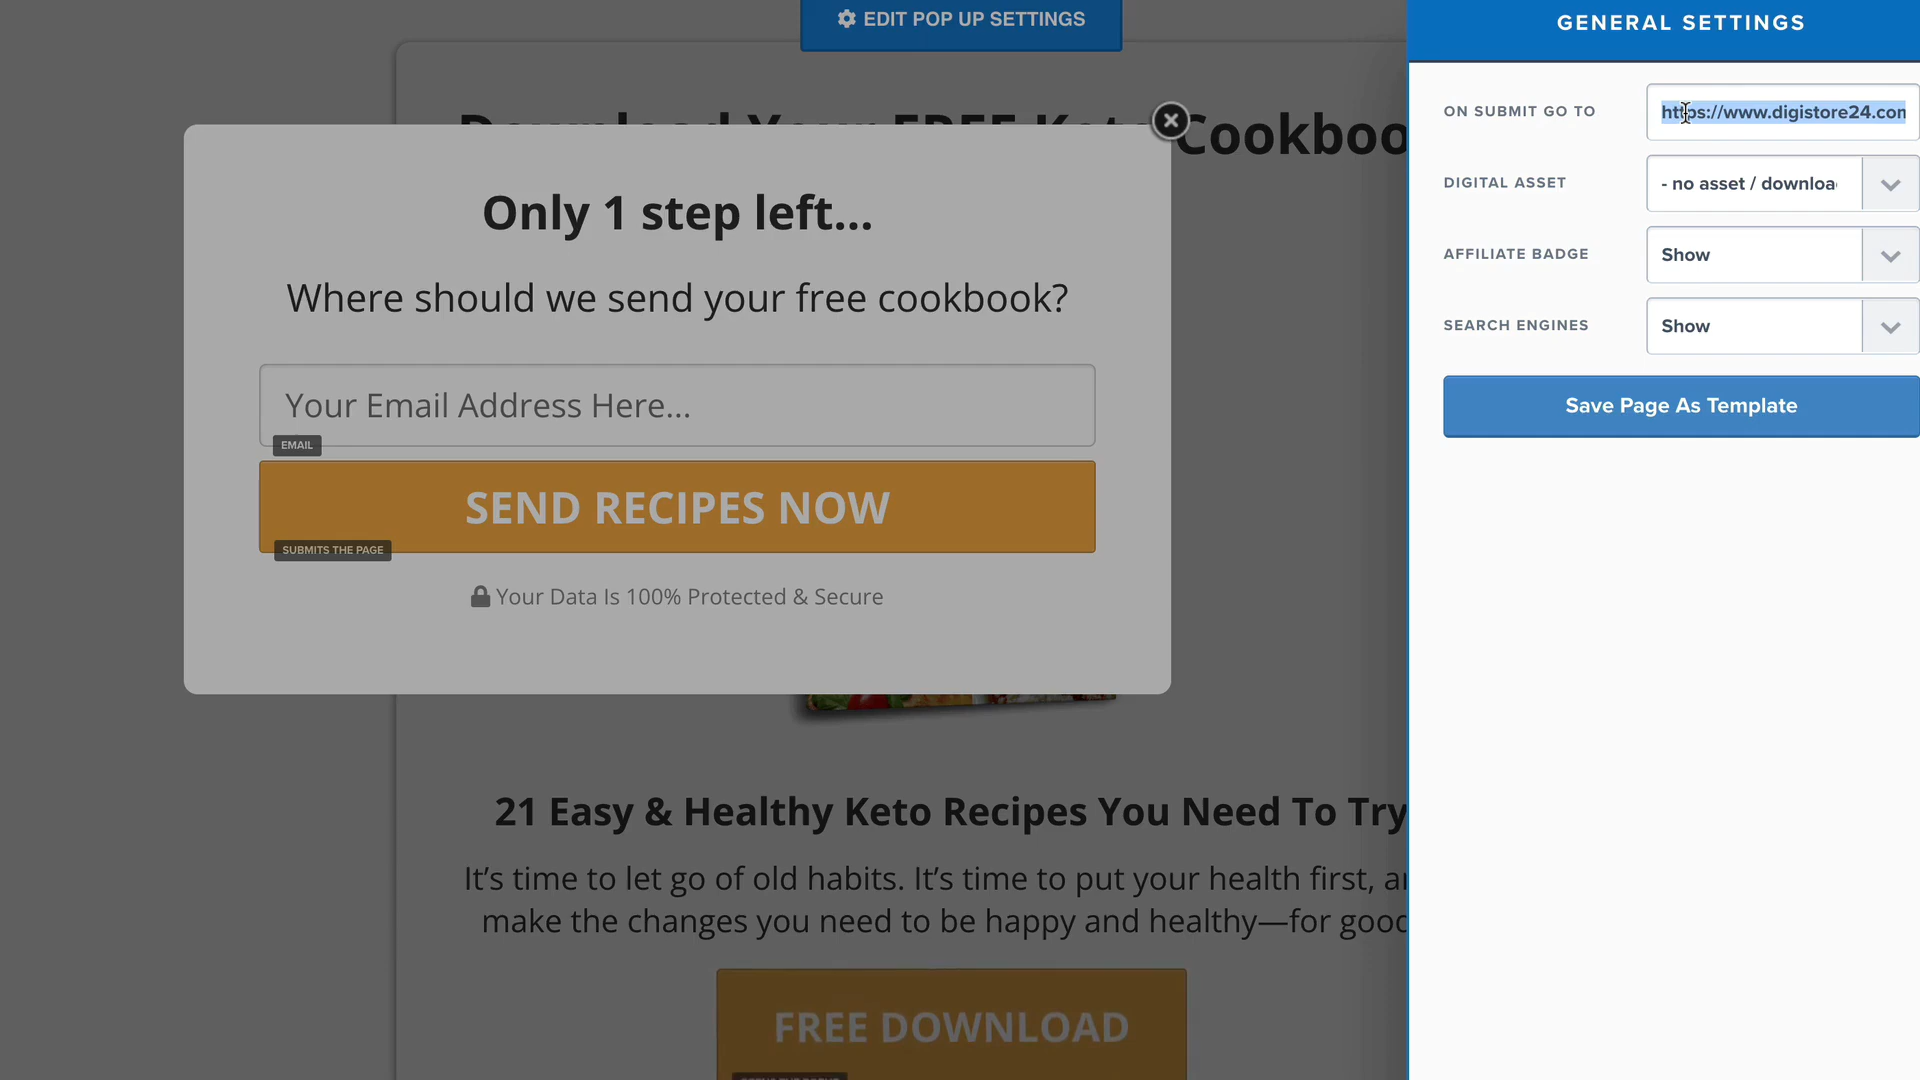 EDIT POP UP SETTINGS
GENERAL SETTINGS
Cookboo
Only 1 step left...
Where should we send your free cookbook?
Your Email Address Here...
EMAIL
SEND RECIPES NOW
SUBMITS THE PAGE
Your Data Is 100% Protected & Secure
21 Easy & Healthy Keto Recipes You Need To Try
It's time to let go of old habits. It's time to put your health first, a
make the changes you need to be happy and healthy—for good
FREE DOWNLOAD
ON SUBMIT GO TO
https://www.digistore24.com
DIGITAL ASSET
- no asset / downloa
AFFILIATE BADGE
Show
SEARCH ENGINES
Show
Save Page As Template